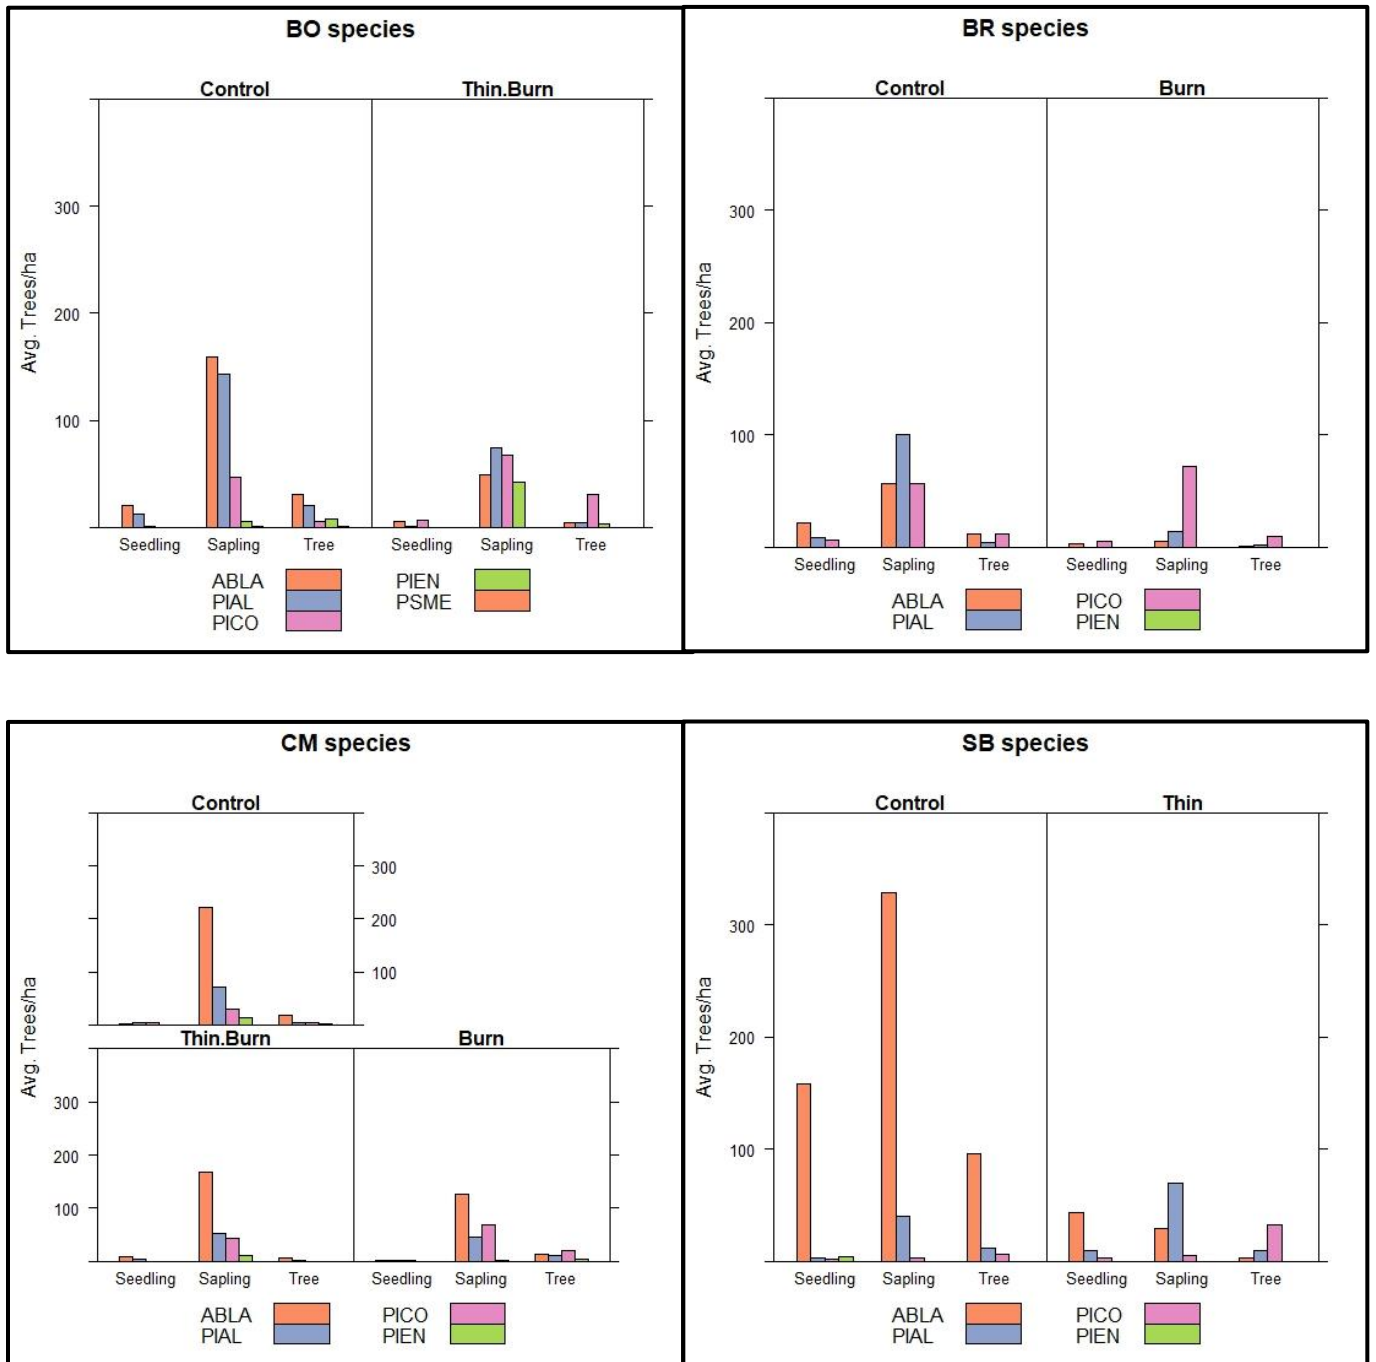 BO species
Control Thin.Burn
300
200
100
Avg. Trees/ha
Seedling Sapling Tree Seedling Sapling Tree
ABLA PIEN
PIAL PSME
PICO
BR species
Control Burn
300
200
100
Avg. Trees/ha
Seedling Sapling Tree Seedling Sapling Tree
ABLA PICO
PIAL PIEN
CM species
Control
300
200
100
Avg. Trees/ha
Thin.Burn Burn
300
200
100
Seedling Sapling Tree Seedling Sapling Tree
ABLA PICO
PIAL PIEN
SB species
Control Thin
300
200
100
Avg. Trees/ha
Seedling Sapling Tree Seedling Sapling Tree
ABLA PICO
PIAL PIEN